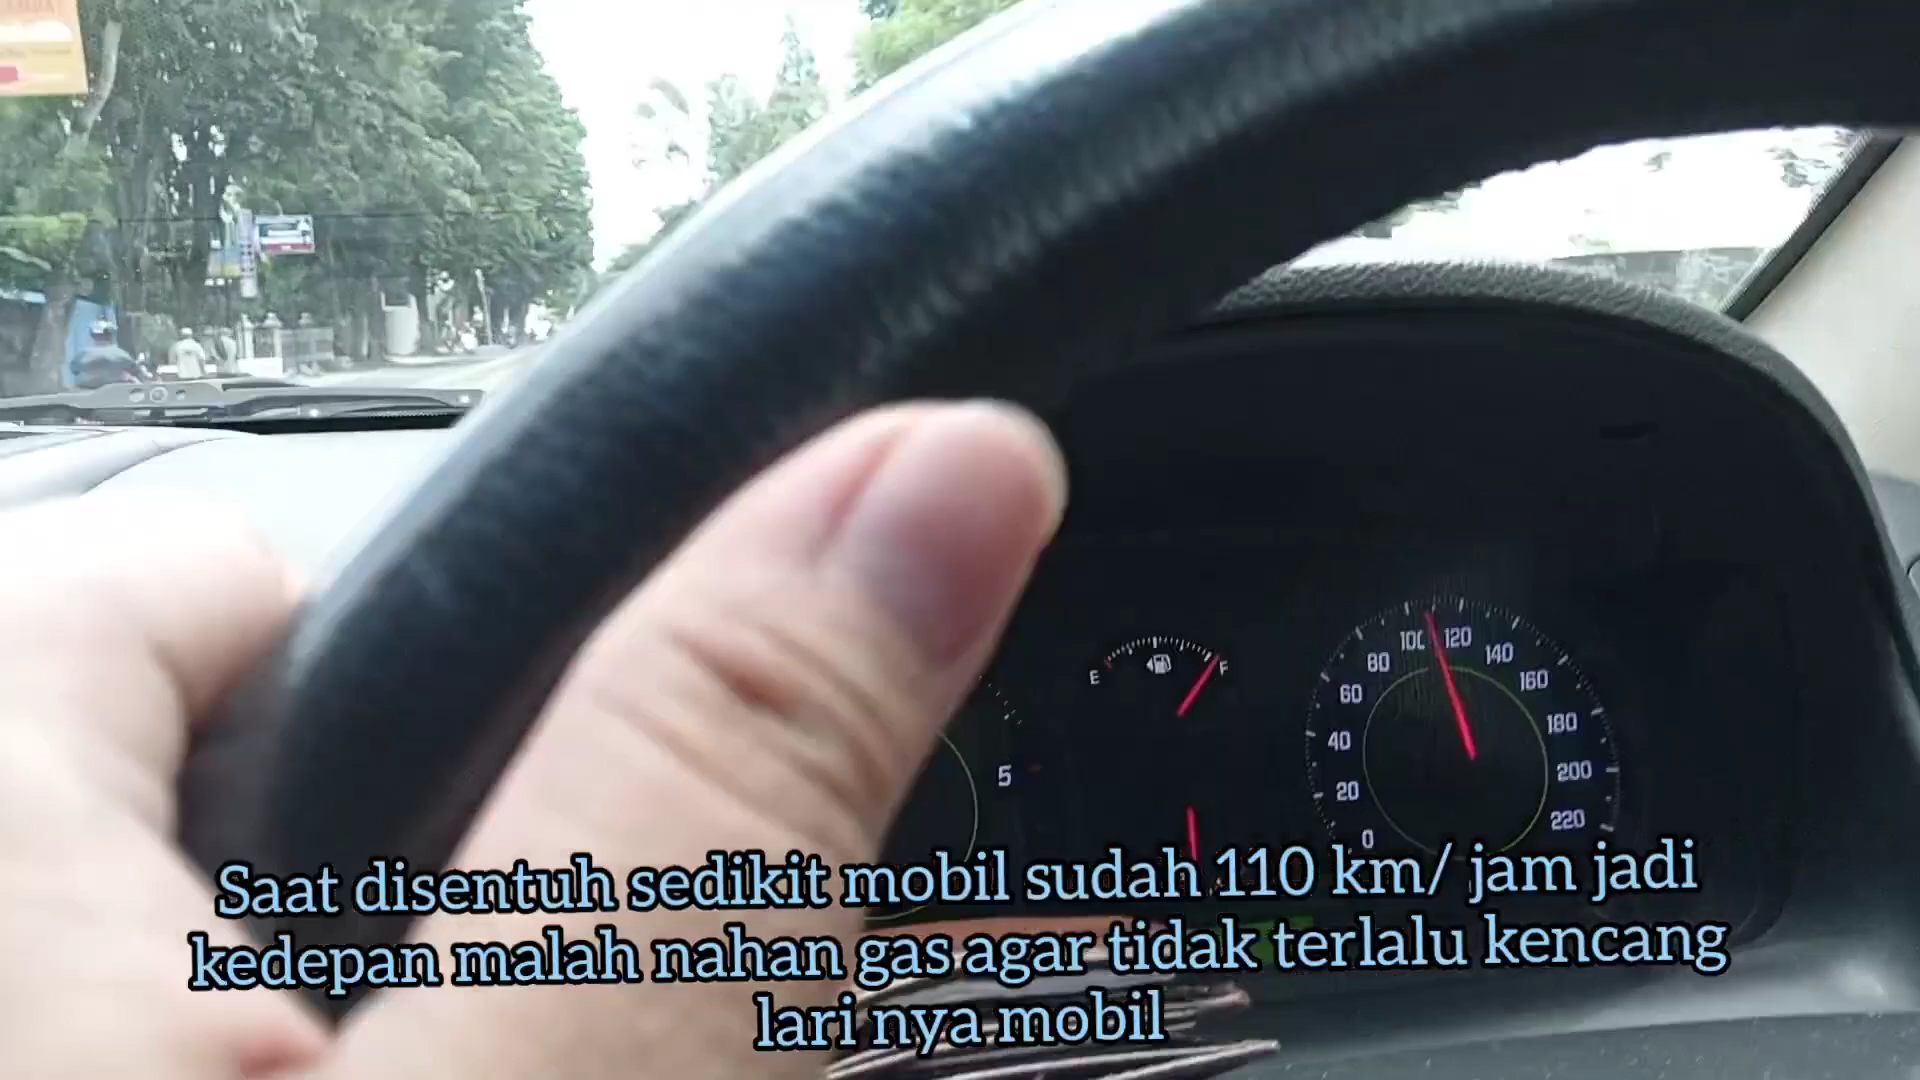 E
F
5
0
20
40
60
80
100
120
140
160
180
200
220
Saat disentuh sedikit mobil sudah 110 km/ jam jadi
kedepan malah nahan gas agar tidak terlalu kencang
lari nya mobil